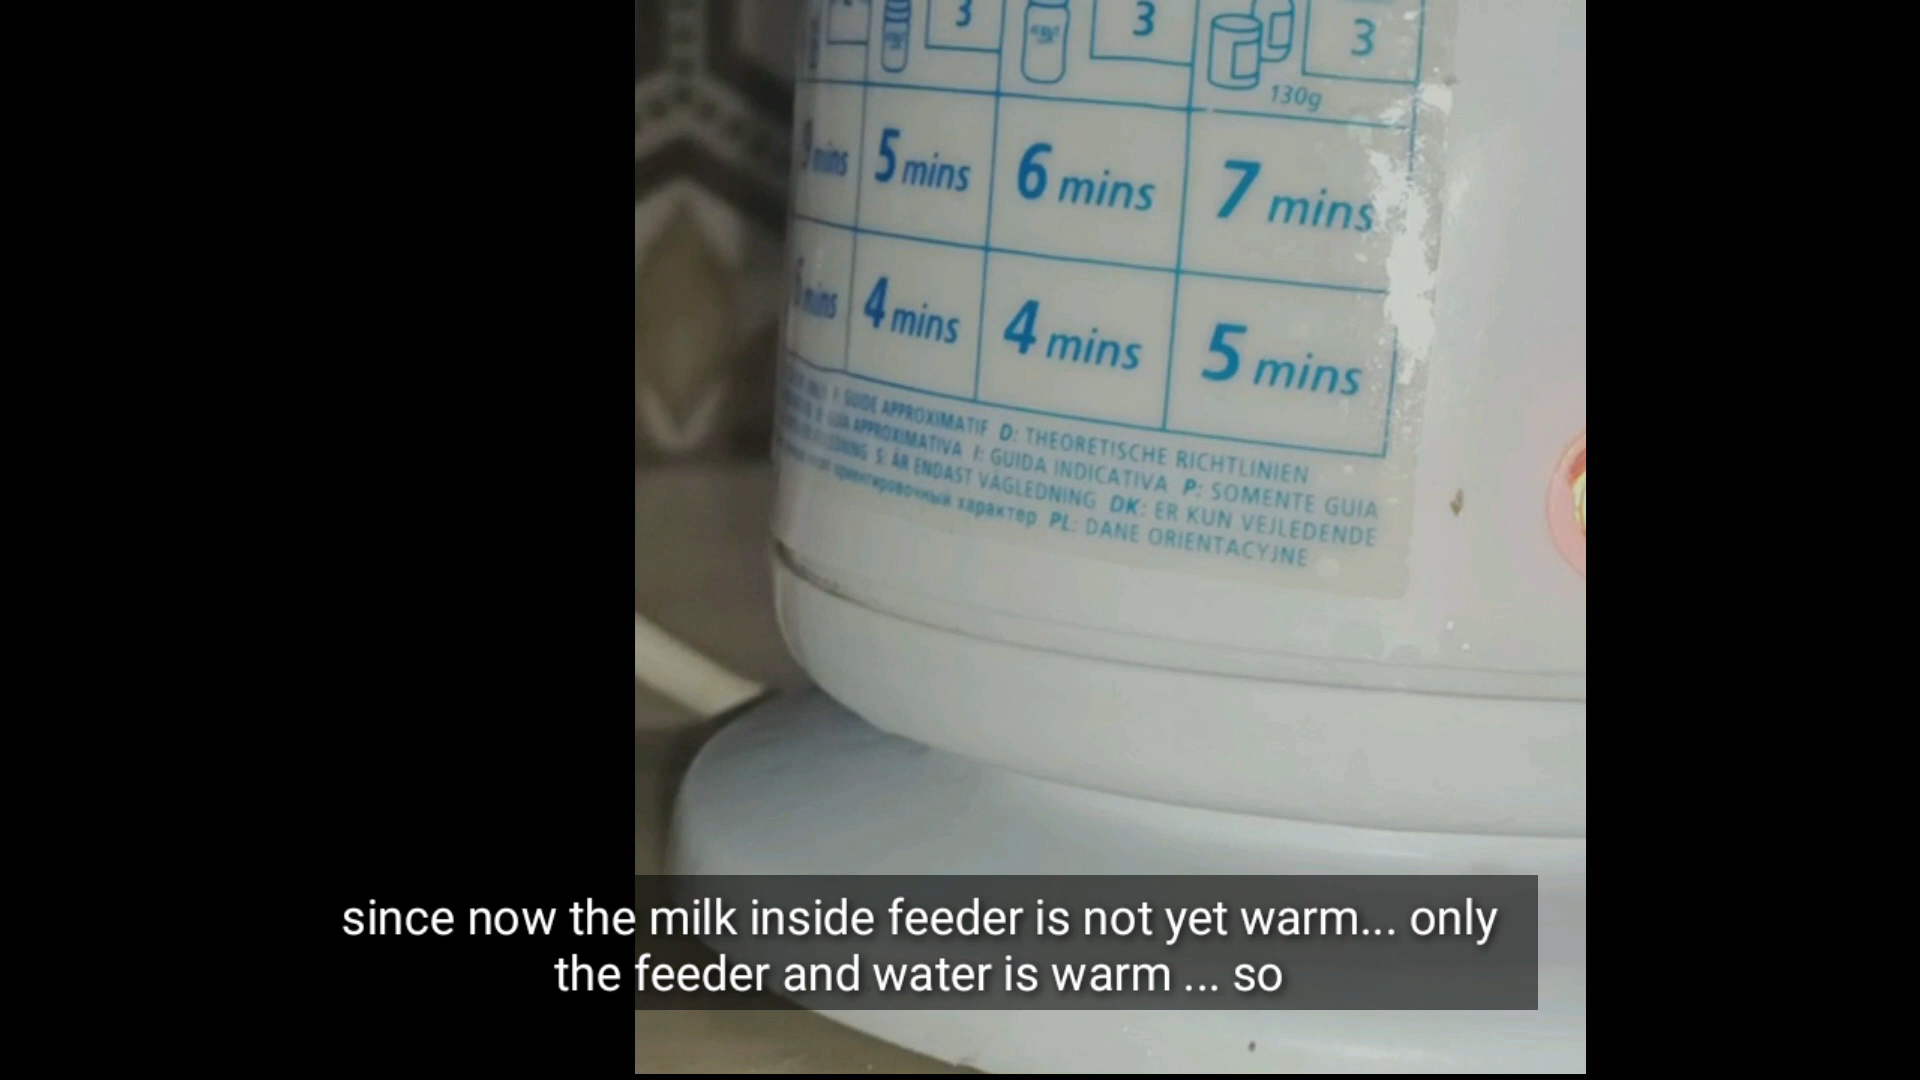 3 3 3
130g
mins 5 mins 6 mins 7 mins
mins 4 mins 4 mins 5 mins
GUIDE APPROXIMATIF D: THEORETISCHE RICHTLINIEN
APPROXIMATIVA I: GUIDA INDICATIVA P: SOMENTE GUIA
S: ÄR ENDAST VÄGLEDNING DK: ER KUN VEJLEDENDE
ориентировочный характер PL: DANE ORIENTACYJNE
since now the milk inside feeder is not yet warm... only
the feeder and water is warm ... so